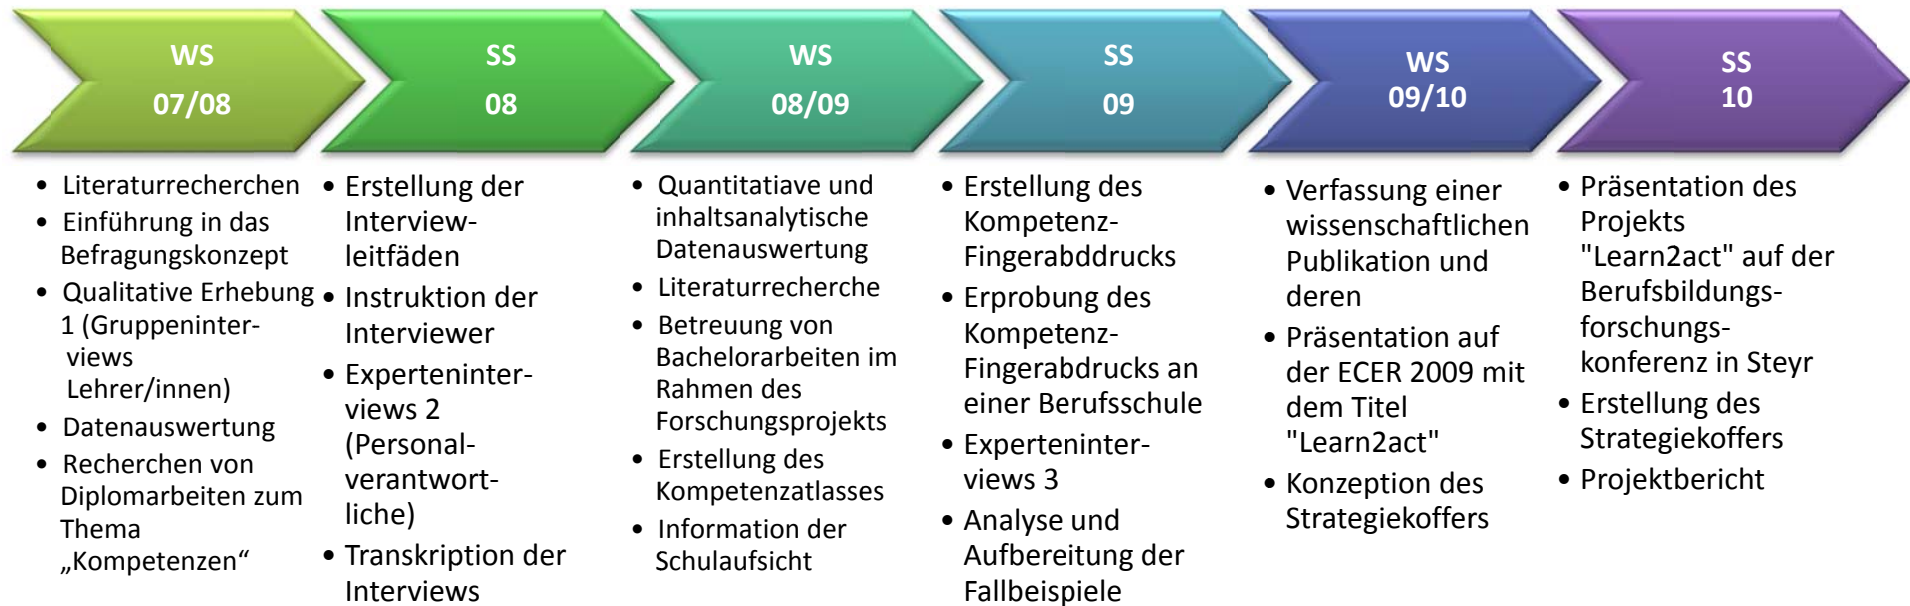 WS
07/08
• Literaturrecherchen
• Einführung in das
Befragungskonzept
• Qualitative Erhebung
1 (Gruppeninter-
views
Lehrer/innen)
• Datenauswertung
• Recherchen von
Diplomarbeiten zum
Thema
„Kompetenzen“
SS
08
• Erstellung der
Interview-
leitfäden
• Instruktion der
Interviewer
• Experteninter-
views 2
(Personal-
verantwort-
liche)
• Transkription der
Interviews
WS
08/09
• Quantitatiave und
inhaltsanalytische
Datenauswertung
• Literaturrecherche
• Betreuung von
Bachelorarbeiten im
Rahmen des
Forschungsprojekts
• Erstellung des
Kompetenzatlasses
• Information der
Schulaufsicht
SS
09
• Erstellung des
Kompetenz-
Fingerabddrucks
• Erprobung des
Kompetenz-
Fingerabdrucks an
einer Berufsschule
• Experteninter-
views 3
• Analyse und
Aufbereitung der
Fallbeispiele
WS
09/10
• Verfassung einer
wissenschaftlichen
Publikation und
deren
• Präsentation auf
der ECER 2009 mit
dem Titel
"Learn2act"
• Konzeption des
Strategiekoffers
SS
10
• Präsentation des
Projekts
"Learn2act" auf der
Berufsbildungs-
forschungs-
konferenz in Steyr
• Erstellung des
Strategiekoffers
• Projektbericht